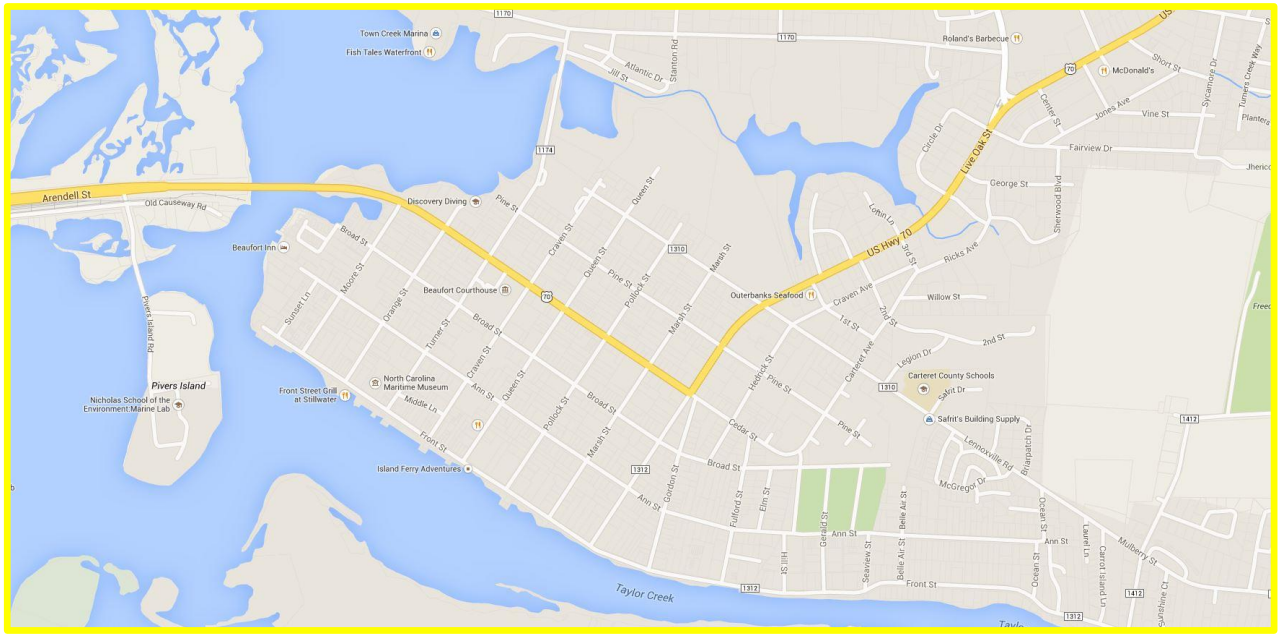 1170
US
Town Creek Marina
Fish Tales Waterfront
1170
Roland's Barbecue
Stanton Rd
Atlantic Dr
Jill St
70
McDonald's
Short St
Sycamore Dr
Turners Creek Way
Center St
Jones Ave
Vine St
Plantera
Circle Dr
Live Oak St
Fairview Dr
Jherico
1174
Arendell St
Old Causeway Rd
Discovery Diving
Pine St
Queen St
George St
Sherwood Blvd
Loftin Ln
Beaufort Inn
Broad St
Craven St
Queen St
1310
Marsh St
US Hwy 70
3rd St
Ricks Ave
Moore St
Pine St
Pollock St
Beaufort Courthouse
70
Outerbanks Seafood
Craven Ave
Willow St
Sunset Ln
Orange St
Turner St
Broad St
Marsh St
1st St
2nd St
2nd St
Freed
Pivers Island Rd
Craven St
Queen St
Hedrick St
Pine St
Carteret Ave
Legion Dr
Pivers Island
Nicholas School of the
Environment:Marine Lab
North Carolina
Maritime Museum
Front Street Grill
at Stillwater
Ann St
Middle Ln
Pollock St
Broad St
1310
Carteret County Schools
Safrit Dr
Safrit's Building Supply
1412
Front St
Marsh St
Cedar St
Pine St
Lennoxville Rd
Briarpatch Dr
Island Ferry Adventures
1312
Gordon St
Broad St
McGregor Dr
Ann St
Fulford St
Elm St
Gerald St
Belle Air St
Ocean St
Ann St
Ann St
Laurel Ln
Mulberry St
Hill St
Seaview St
Belle Air St
Ocean St
Carrot Island Ln
Sunshine Ct
1312
Front St
1412
Taylor Creek
1312
Taylo